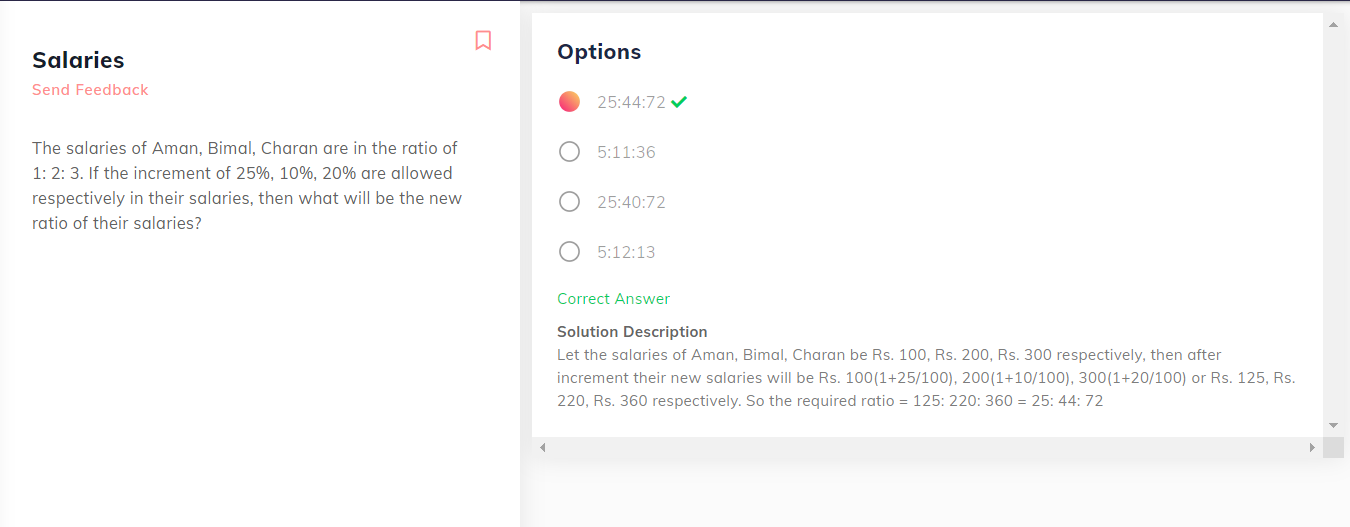 Salaries
Send Feedback
The salaries of Aman, Bimal, Charan are in the ratio of
1: 2: 3. If the increment of 25%, 10%, 20% are allowed
respectively in their salaries, then what will be the new
ratio of their salaries?
Options
25:44:72
5:11:36
25:40:72
5:12:13
Correct Answer
Solution Description
Let the salaries of Aman, Bimal, Charan be Rs. 100, Rs. 200, Rs. 300 respectively, then after
increment their new salaries will be Rs. 100(1+25/100), 200(1+10/100), 300(1+20/100) or Rs. 125, Rs.
220, Rs. 360 respectively. So the required ratio = 125: 220: 360 = 25: 44: 72